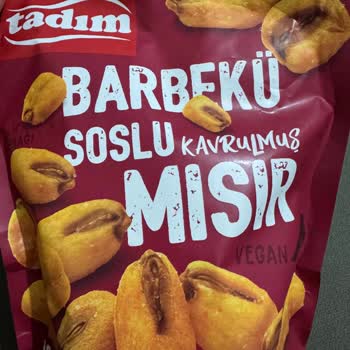 tadım
BARBEKÜ
SOSLU KAVRULMUŞ
MISIR
VEGAN